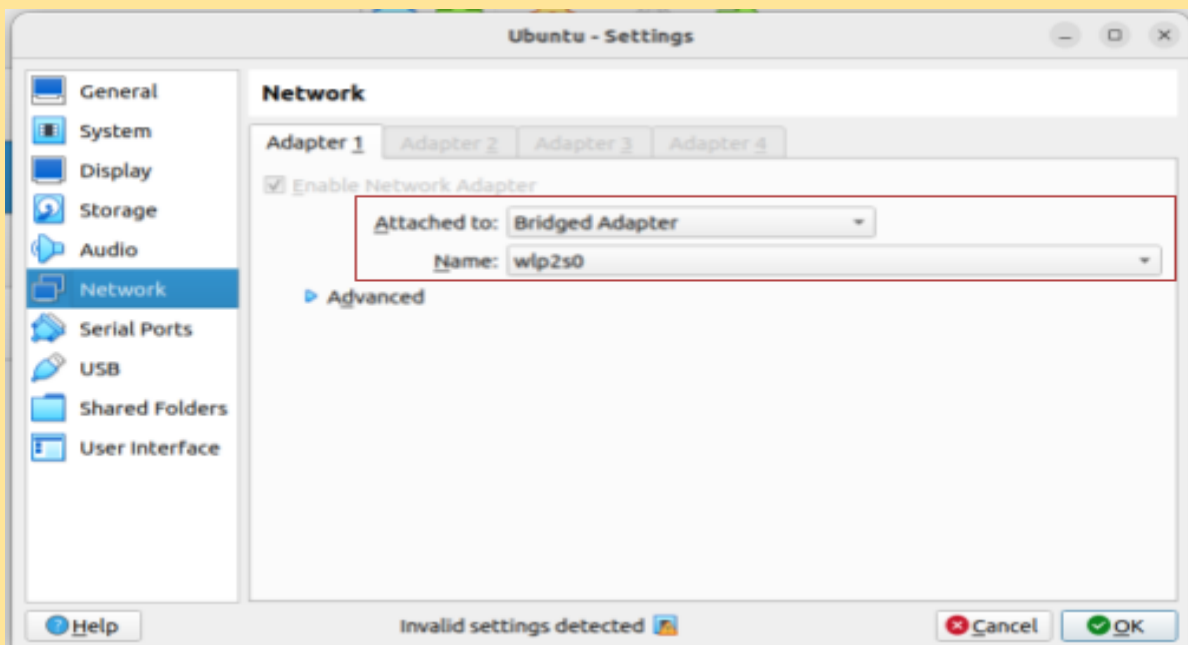 Ubuntu - Settings
General
System
Display
Storage
Audio
Network
Serial Ports
USB
Shared Folders
User Interface
Network
Adapter 1 Adapter 2 Adapter 3 Adapter 4
Enable Network Adapter
Attached to: Bridged Adapter
Name: wlp2s0
Advanced
Help Invalid settings detected Cancel OK